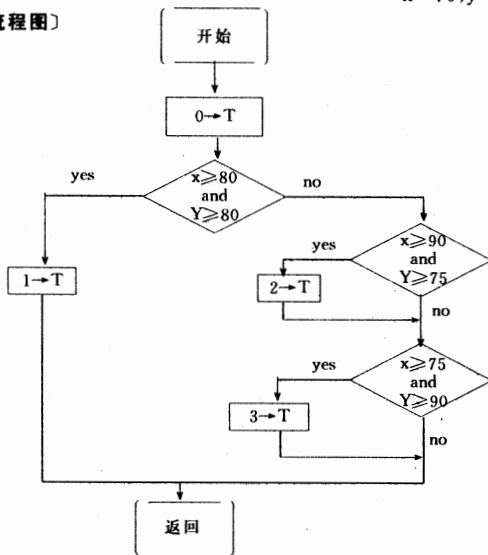 流程图〕
开始
0→T
yes
x⩾80
and
Y⩾80
no
yes
x⩾90
and
Y⩾75
1→T
2→T
no
yes
x⩾75
and
Y⩾90
3→T
no
返回